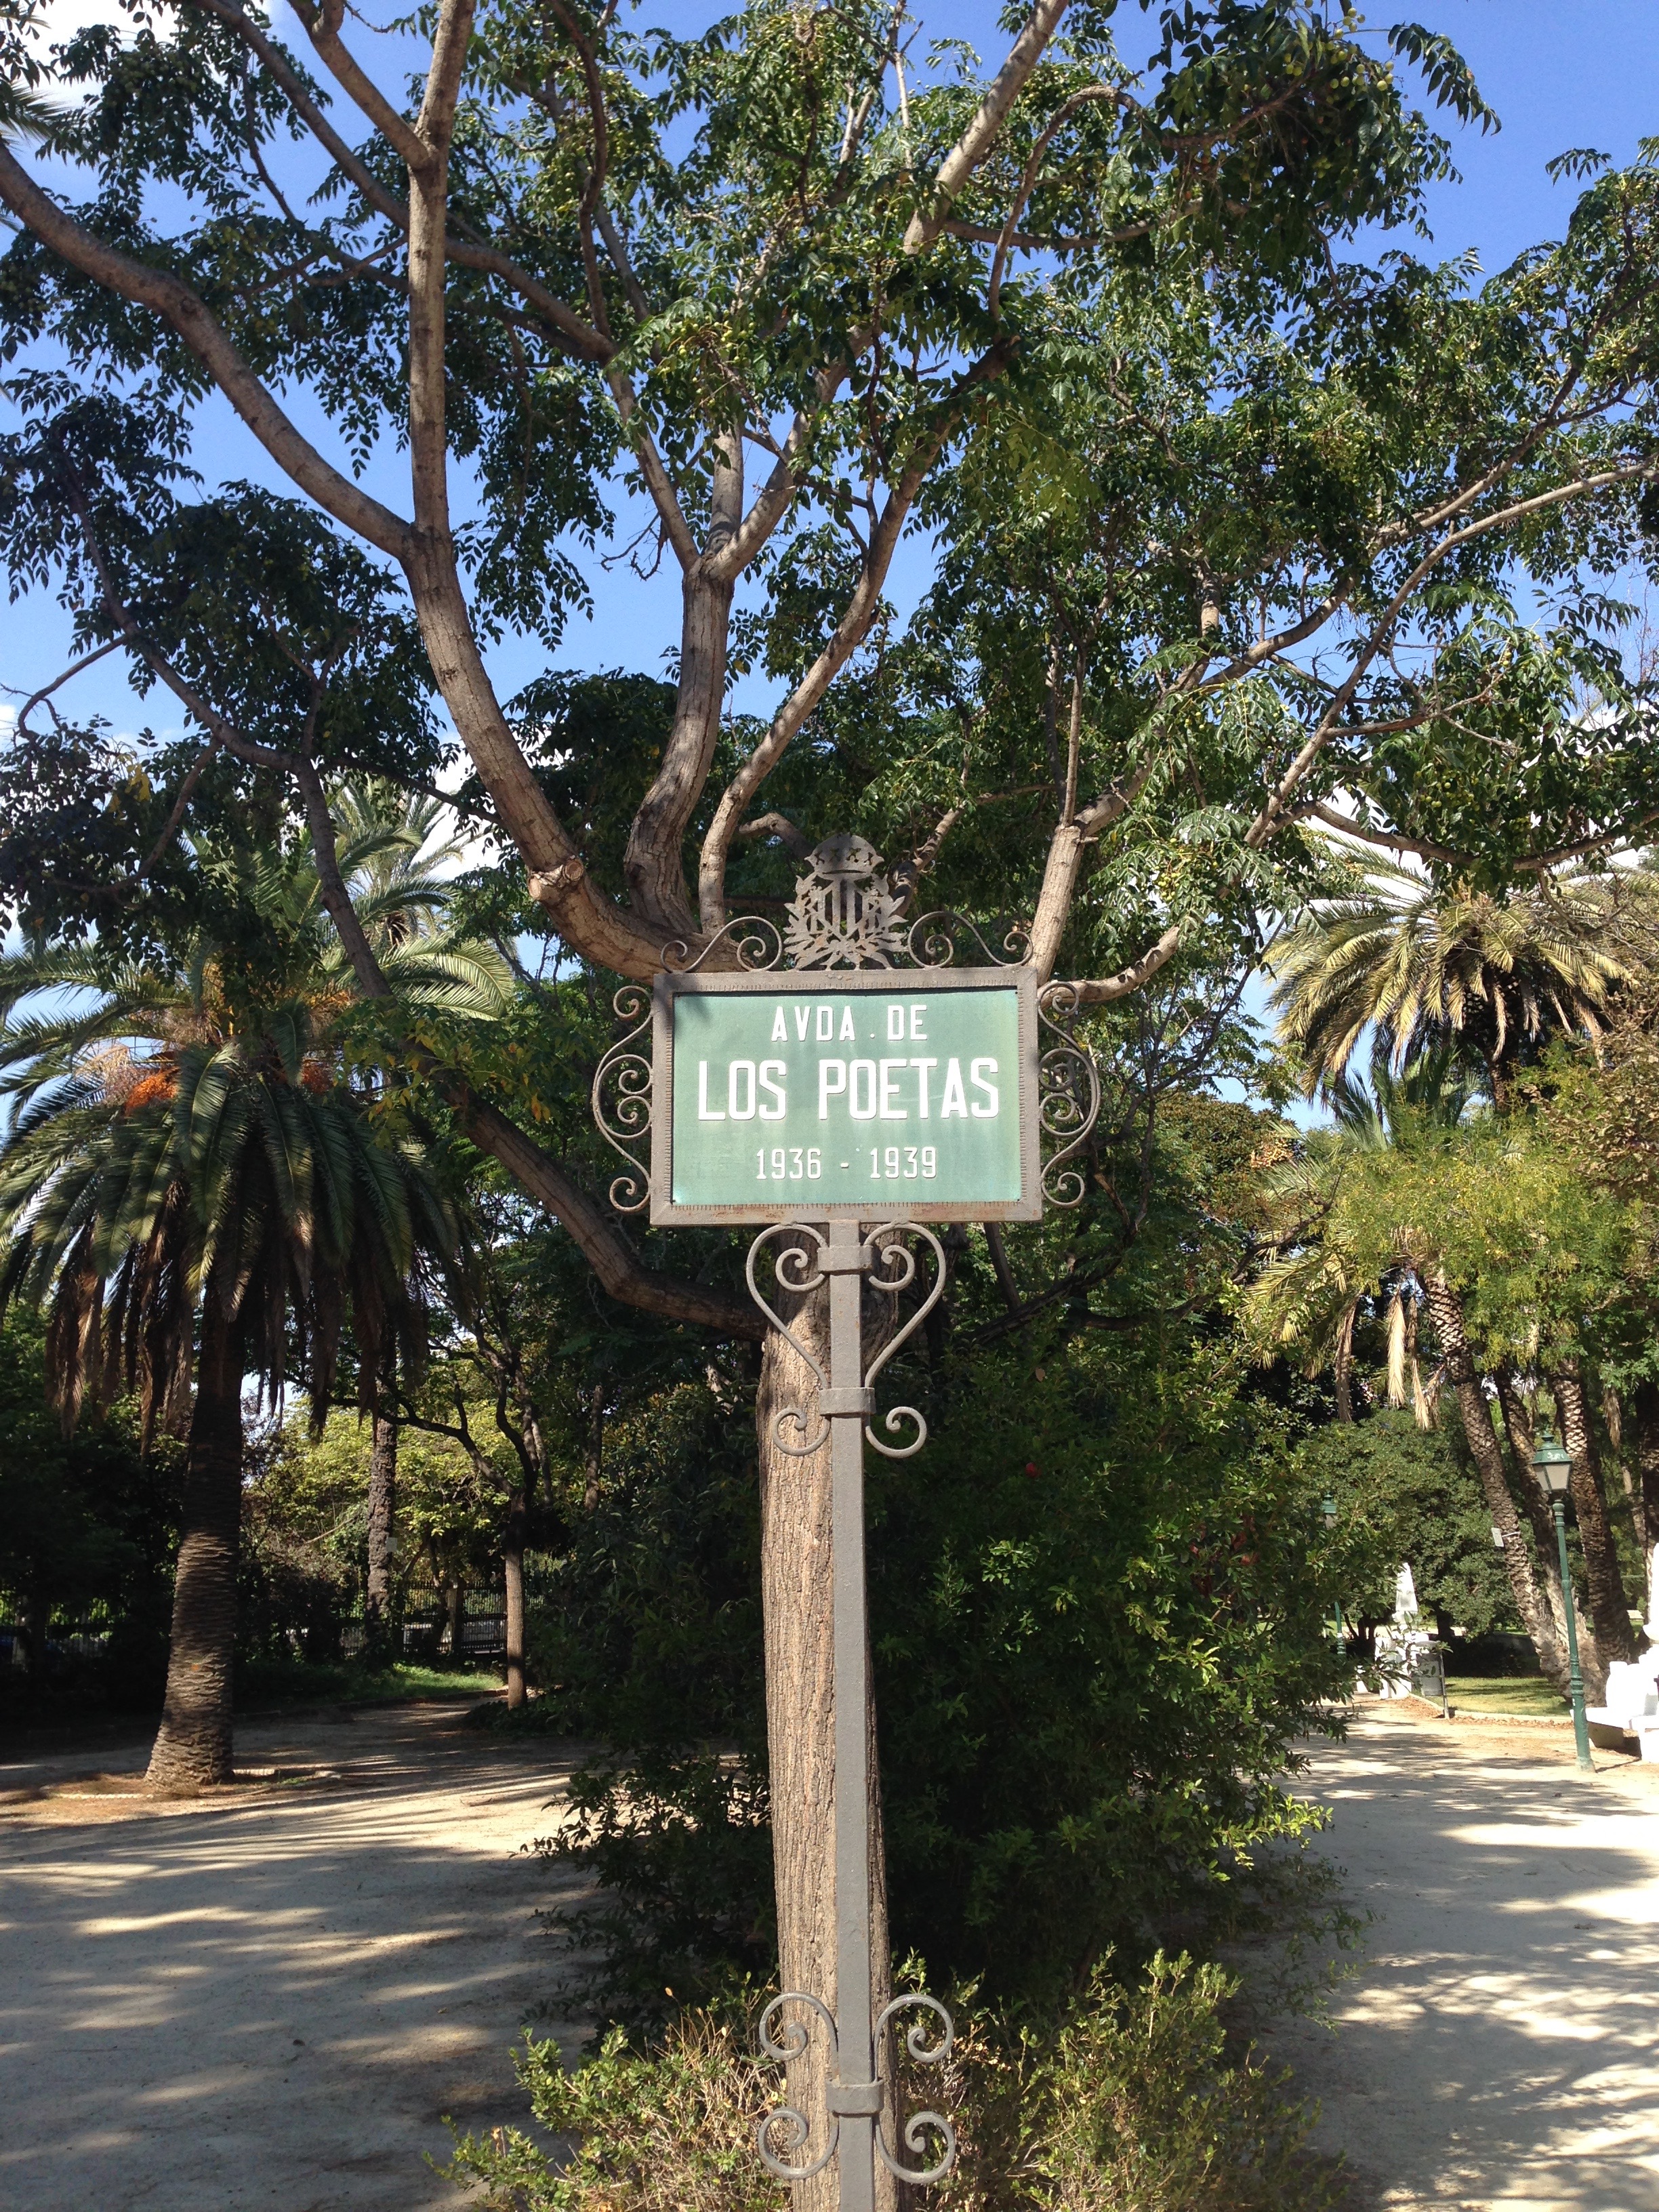 AVDA. DE
LOS POETAS
1936 - 1939